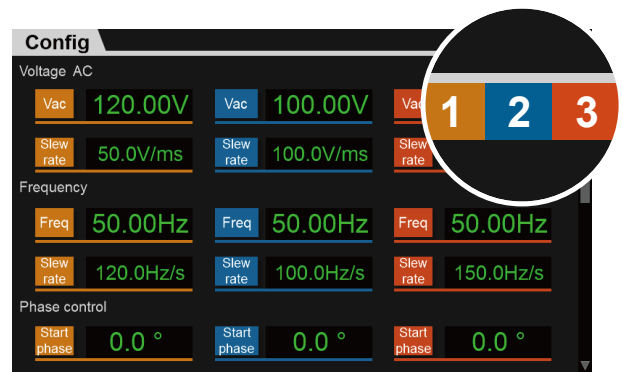 Config
1 2 3
Voltage AC
Vac 120.00V Vac 100.00V Vac
Slew rate 50.0V/ms Slew rate 100.0V/ms Slew rate
Frequency
Freq 50.00Hz Freq 50.00Hz Freq 50.00Hz
Slew rate 120.0Hz/s Slew rate 100.0Hz/s Slew rate 150.0Hz/s
Phase control
Start phase 0.0 ° Start phase 0.0 ° Start phase 0.0 °